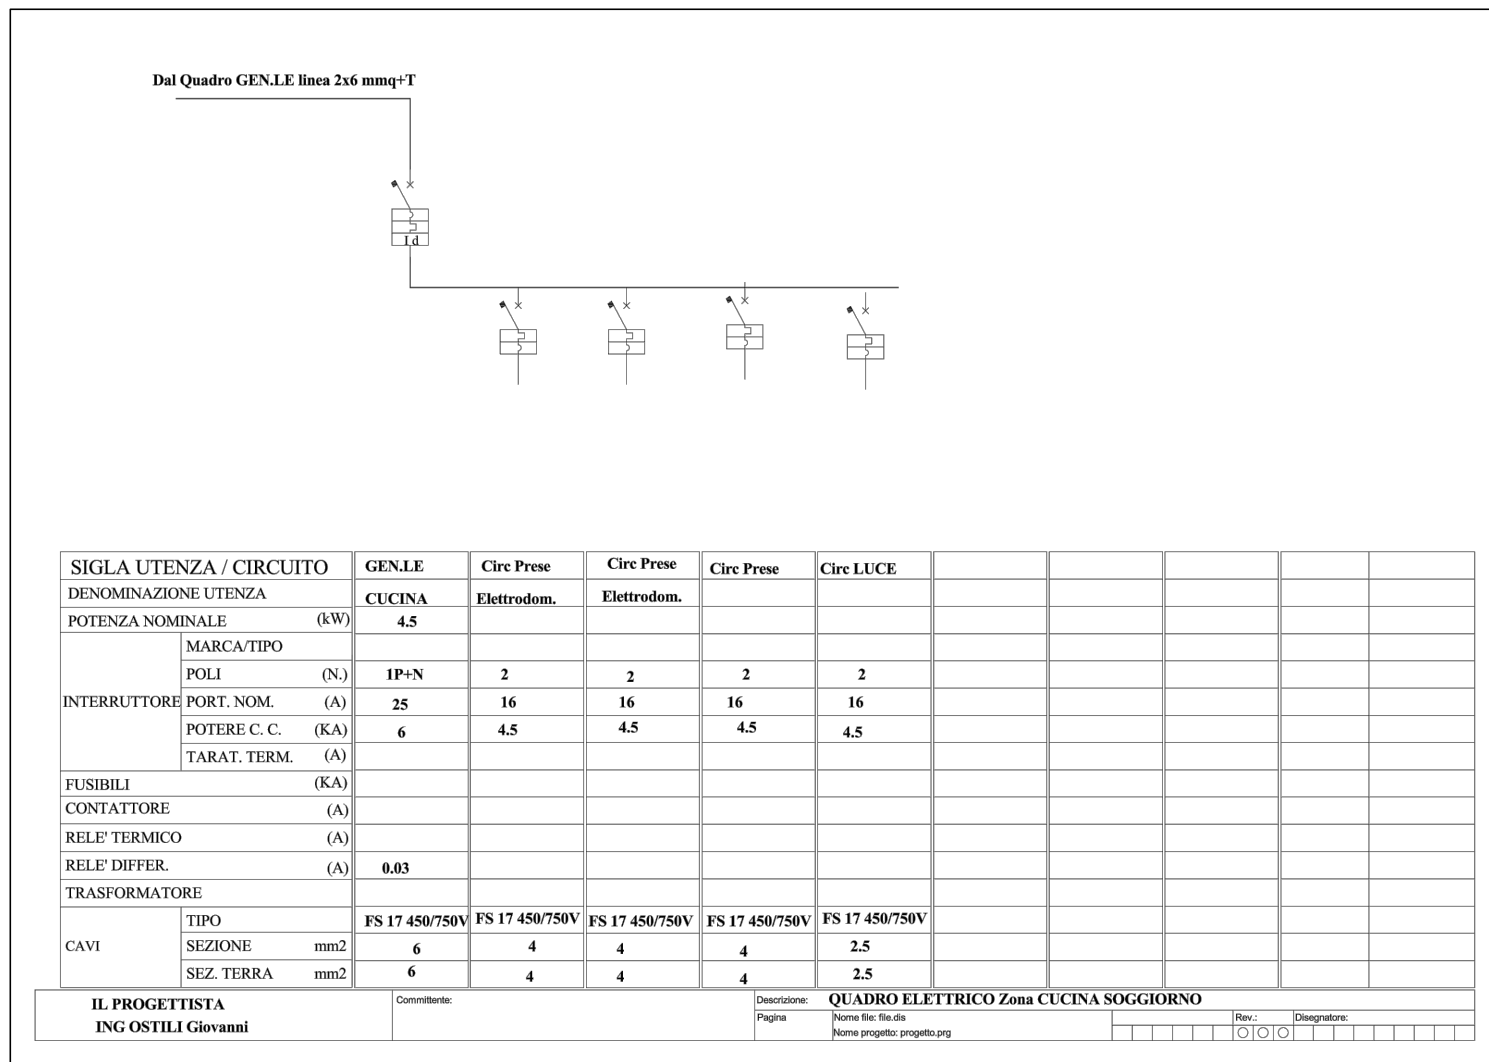 Dal Quadro GEN.LE linea 2x6 mmq+T
I d
SIGLA UTENZA / CIRCUITO GEN.LE Circ Prese Circ Prese Circ Prese Circ LUCE
DENOMINAZIONE UTENZA CUCINA Elettrodom. Elettrodom.
POTENZA NOMINALE (kW) 4.5
MARCA/TIPO
POLI (N.) 1P+N 2 2 2 2
INTERRUTTORE PORT. NOM. (A) 25 16 16 16 16
POTERE C. C. (KA) 6 4.5 4.5 4.5 4.5
TARAT. TERM. (A)
FUSIBILI (KA)
CONTATTORE (A)
RELE' TERMICO (A)
RELE' DIFFER. (A) 0.03
TRASFORMATORE
TIPO FS 17 450/750V FS 17 450/750V FS 17 450/750V FS 17 450/750V FS 17 450/750V
CAVI SEZIONE mm2 6 4 4 4 2.5
SEZ. TERRA mm2 6 4 4 4 2.5
IL PROGETTISTA
ING OSTILI Giovanni
Committente:
Descrizione: QUADRO ELETTRICO Zona CUCINA SOGGIORNO
Pagina Nome file: file.dis Rev.: Disegnatore:
Nome progetto: progetto.prg